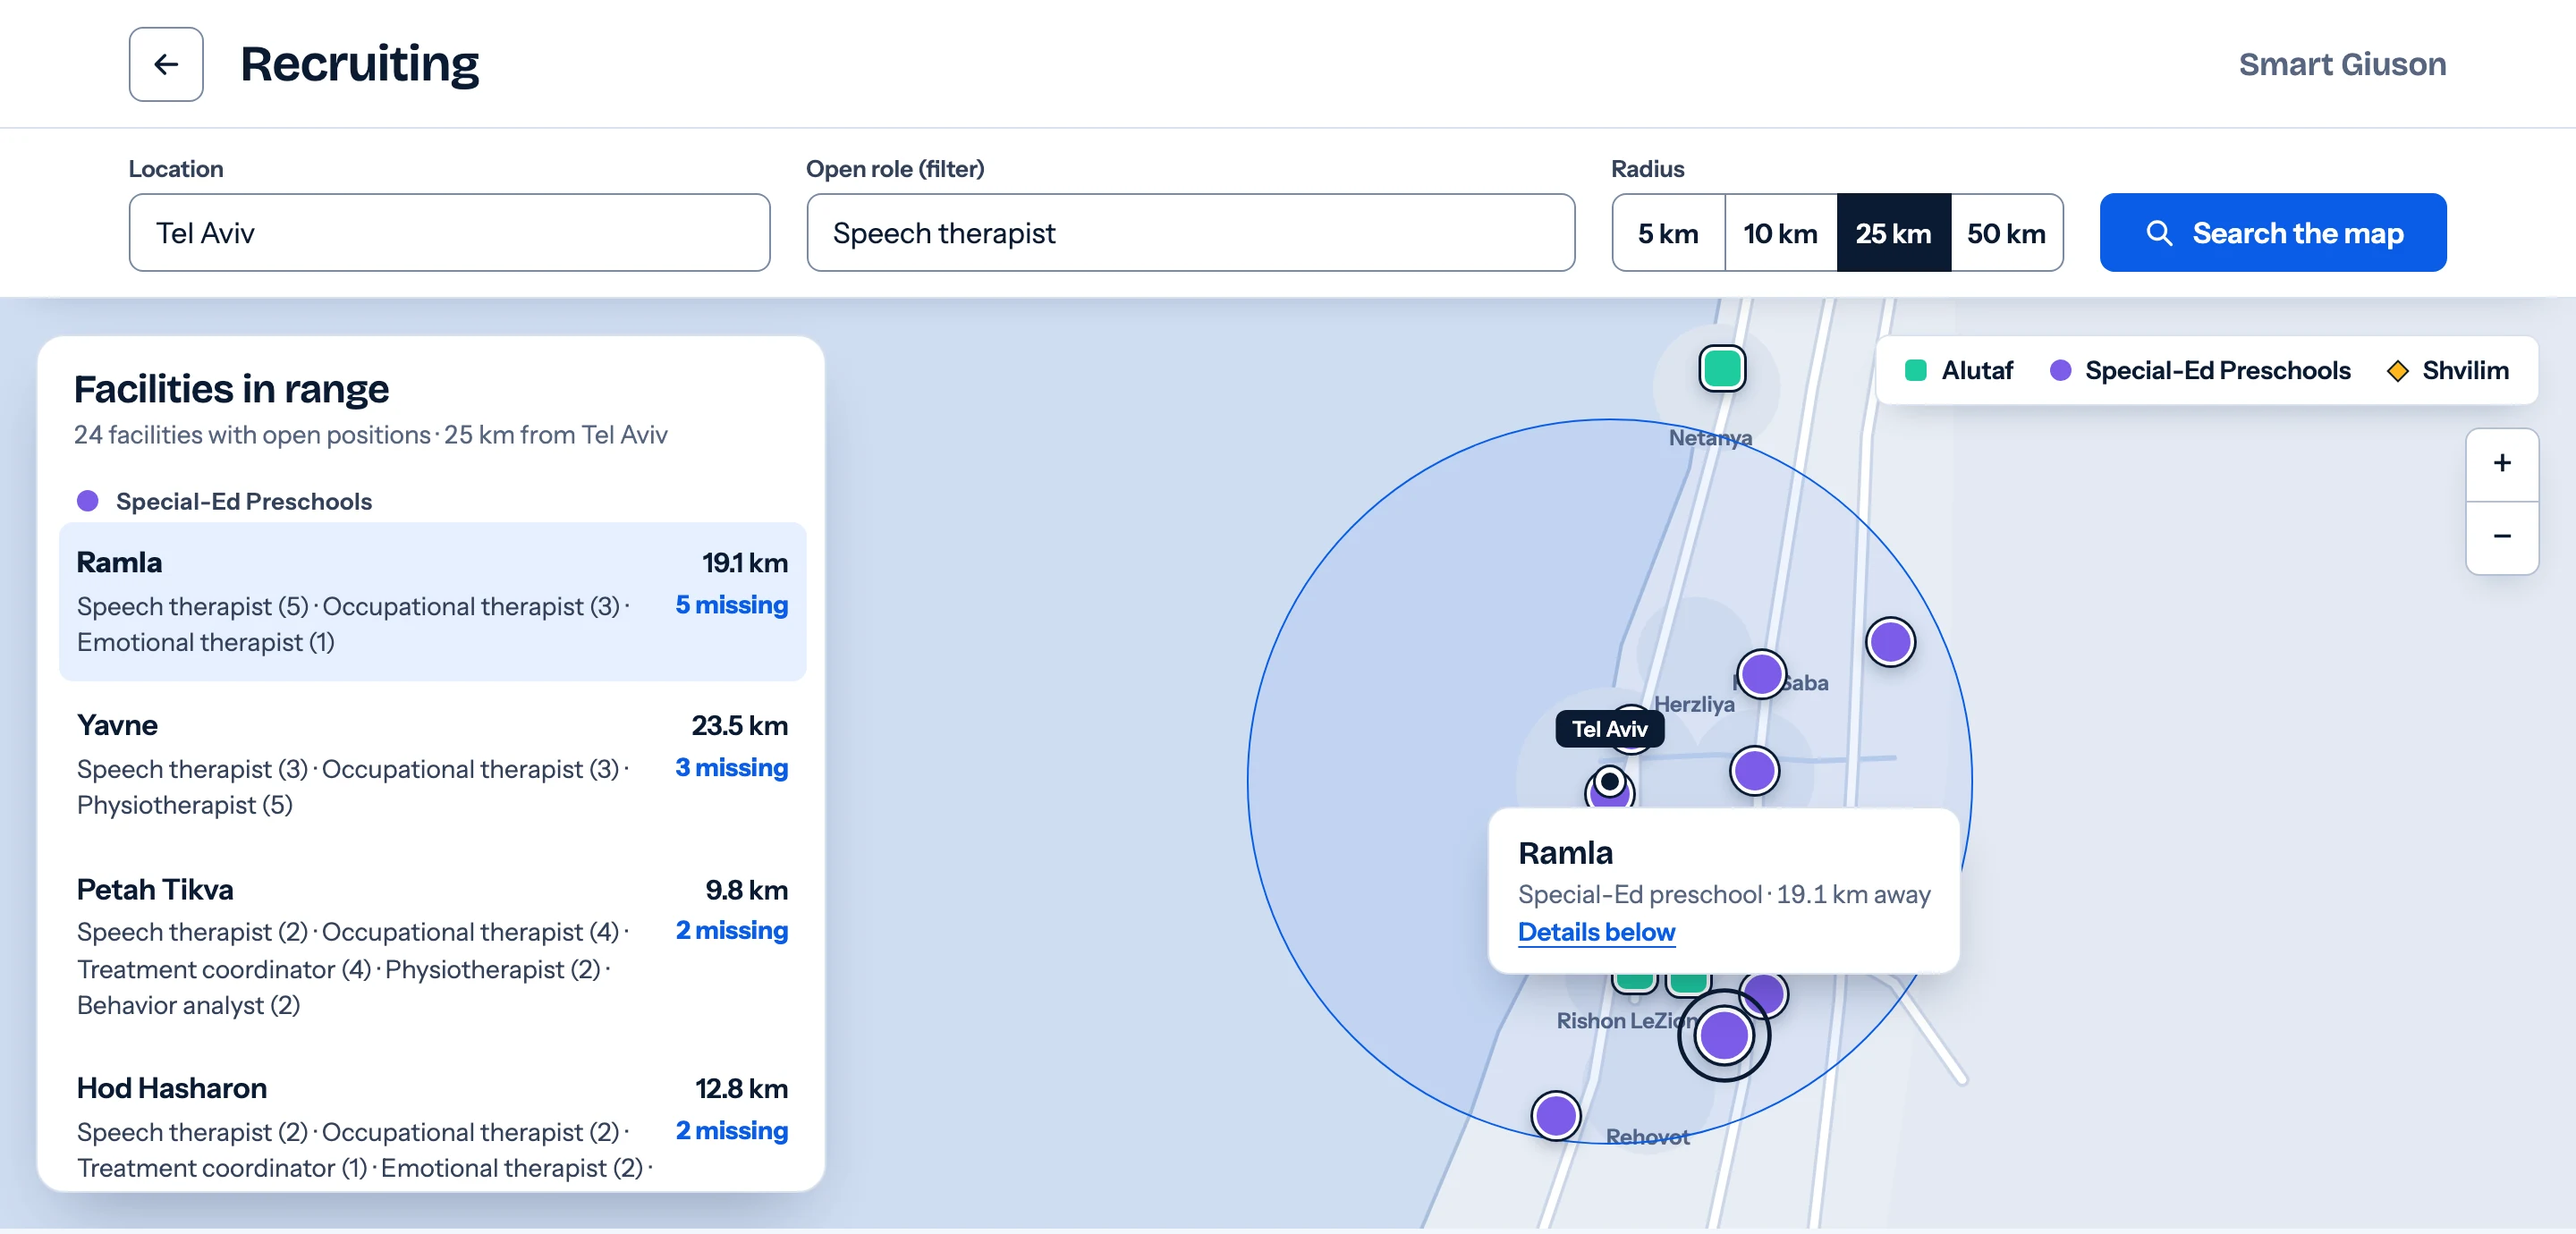 Recruiting
Smart Giuson
Location
Open role (filter)
Radius
Tel Aviv
Speech therapist
5 km
10 km
25 km
50 km
Search the map
Facilities in range
24 facilities with open positions · 25 km from Tel Aviv
Special-Ed Preschools
Ramla
19.1 km
Speech therapist (5) · Occupational therapist (3) ·
5 missing
Emotional therapist (1)
Yavne
23.5 km
Speech therapist (3) · Occupational therapist (3) ·
3 missing
Physiotherapist (5)
Petah Tikva
9.8 km
Speech therapist (2) · Occupational therapist (4) ·
2 missing
Treatment coordinator (4) · Physiotherapist (2) ·
Behavior analyst (2)
Hod Hasharon
12.8 km
Speech therapist (2) · Occupational therapist (2) ·
2 missing
Treatment coordinator (1) · Emotional therapist (2) ·
Alutaf
Special-Ed Preschools
Shvilim
+
−
Netanya
Saba
Herzliya
Tel Aviv
Ramla
Special-Ed preschool · 19.1 km away
Details below
Rishon LeZion
Rehovot